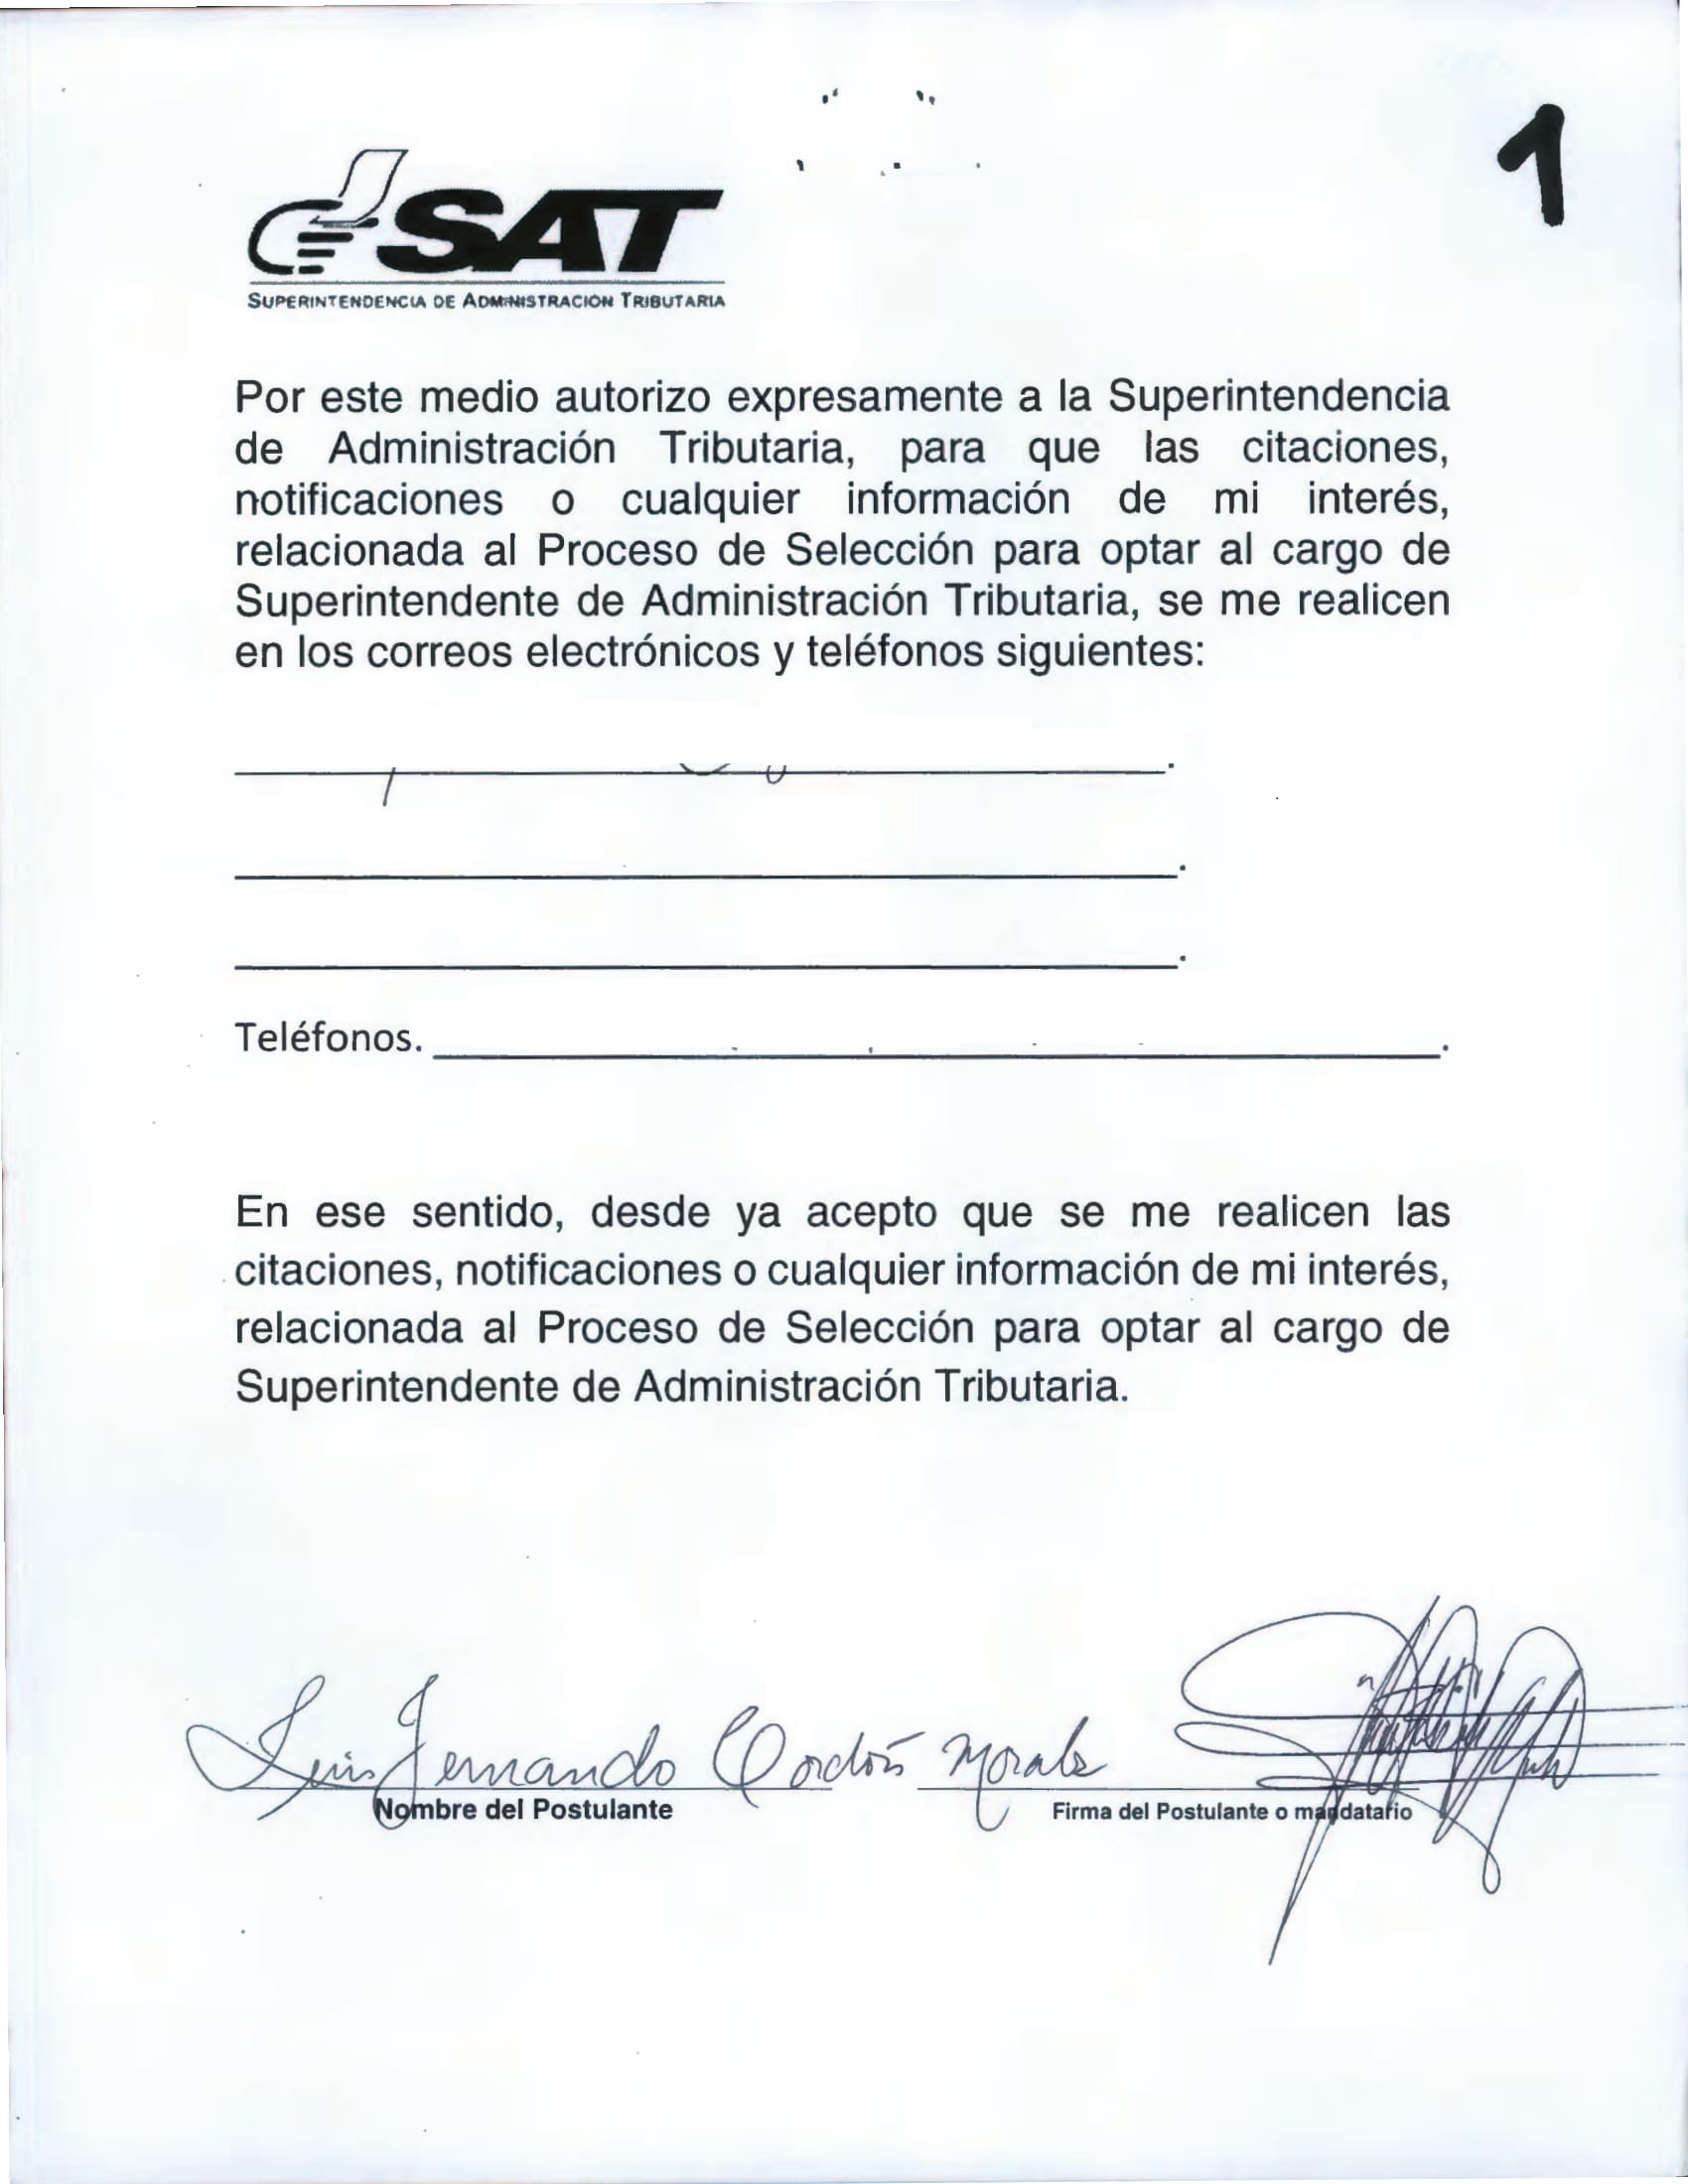 1
SAT
SUPERINTENDENCIA DE ADMINISTRACION TRIBUTARIA
Por este medio autorizo expresamente a la Superintendencia
de Administración Tributaria, para que las citaciones,
notificaciones o cualquier información de mi interés,
relacionada al Proceso de Selección para optar al cargo de
Superintendente de Administración Tributaria, se me realicen
en los correos electrónicos y teléfonos siguientes:
Teléfonos.
En ese sentido, desde ya acepto que se me realicen las
citaciones, notificaciones o cualquier información de mi interés,
relacionada al Proceso de Selección para optar al cargo de
Superintendente de Administración Tributaria.
Luis Fernando Cordón Morales
Nombre del Postulante Firma del Postulante o mandatario